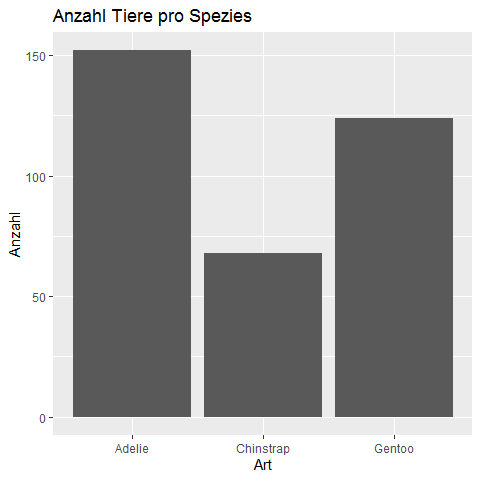 Anzahl Tiere pro Spezies
Anzahl
150
100
50
0
Adelie Chinstrap Gentoo
Art